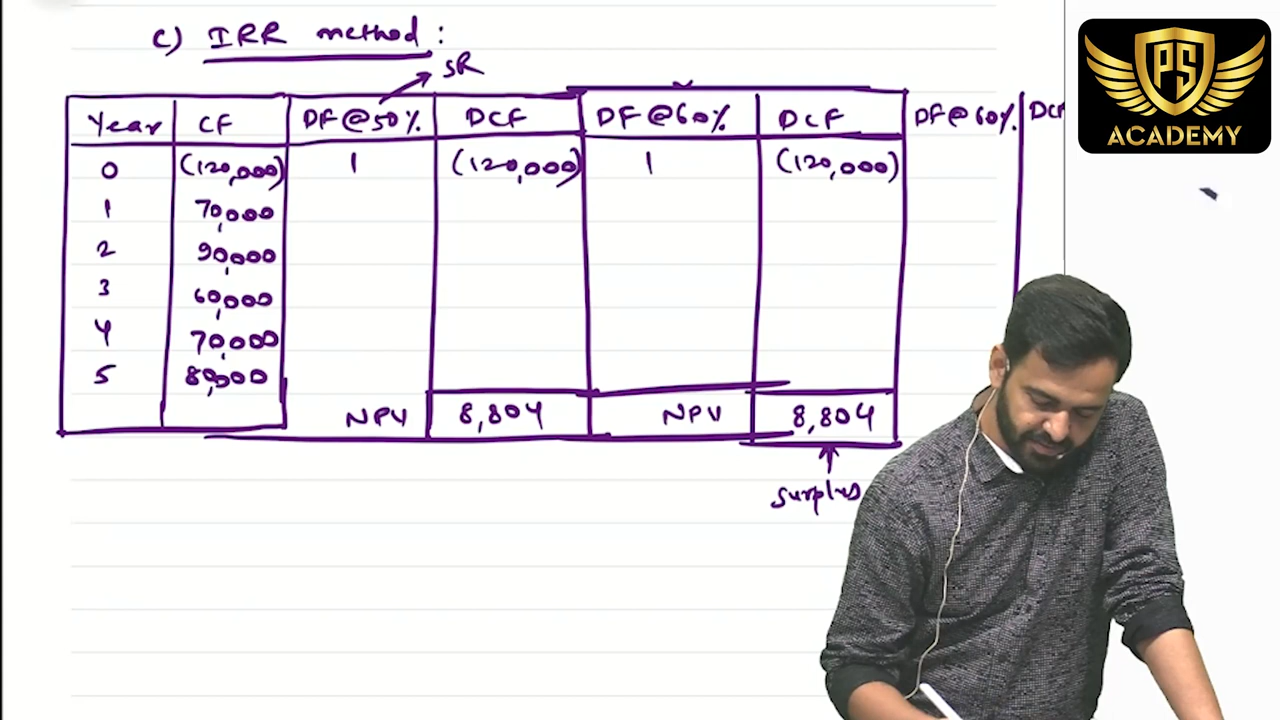 c) IRR method :
SR
Year CF DF@50% DCF DF@60% DCF DF@60% DCF
0 (120,000) 1 (120,000) 1 (120,000)
1 70,000
2 90,000
3 60,000
4 70,000
5 80,000
NPV 8,804 NPV 8,804
surplus
PS
ACADEMY